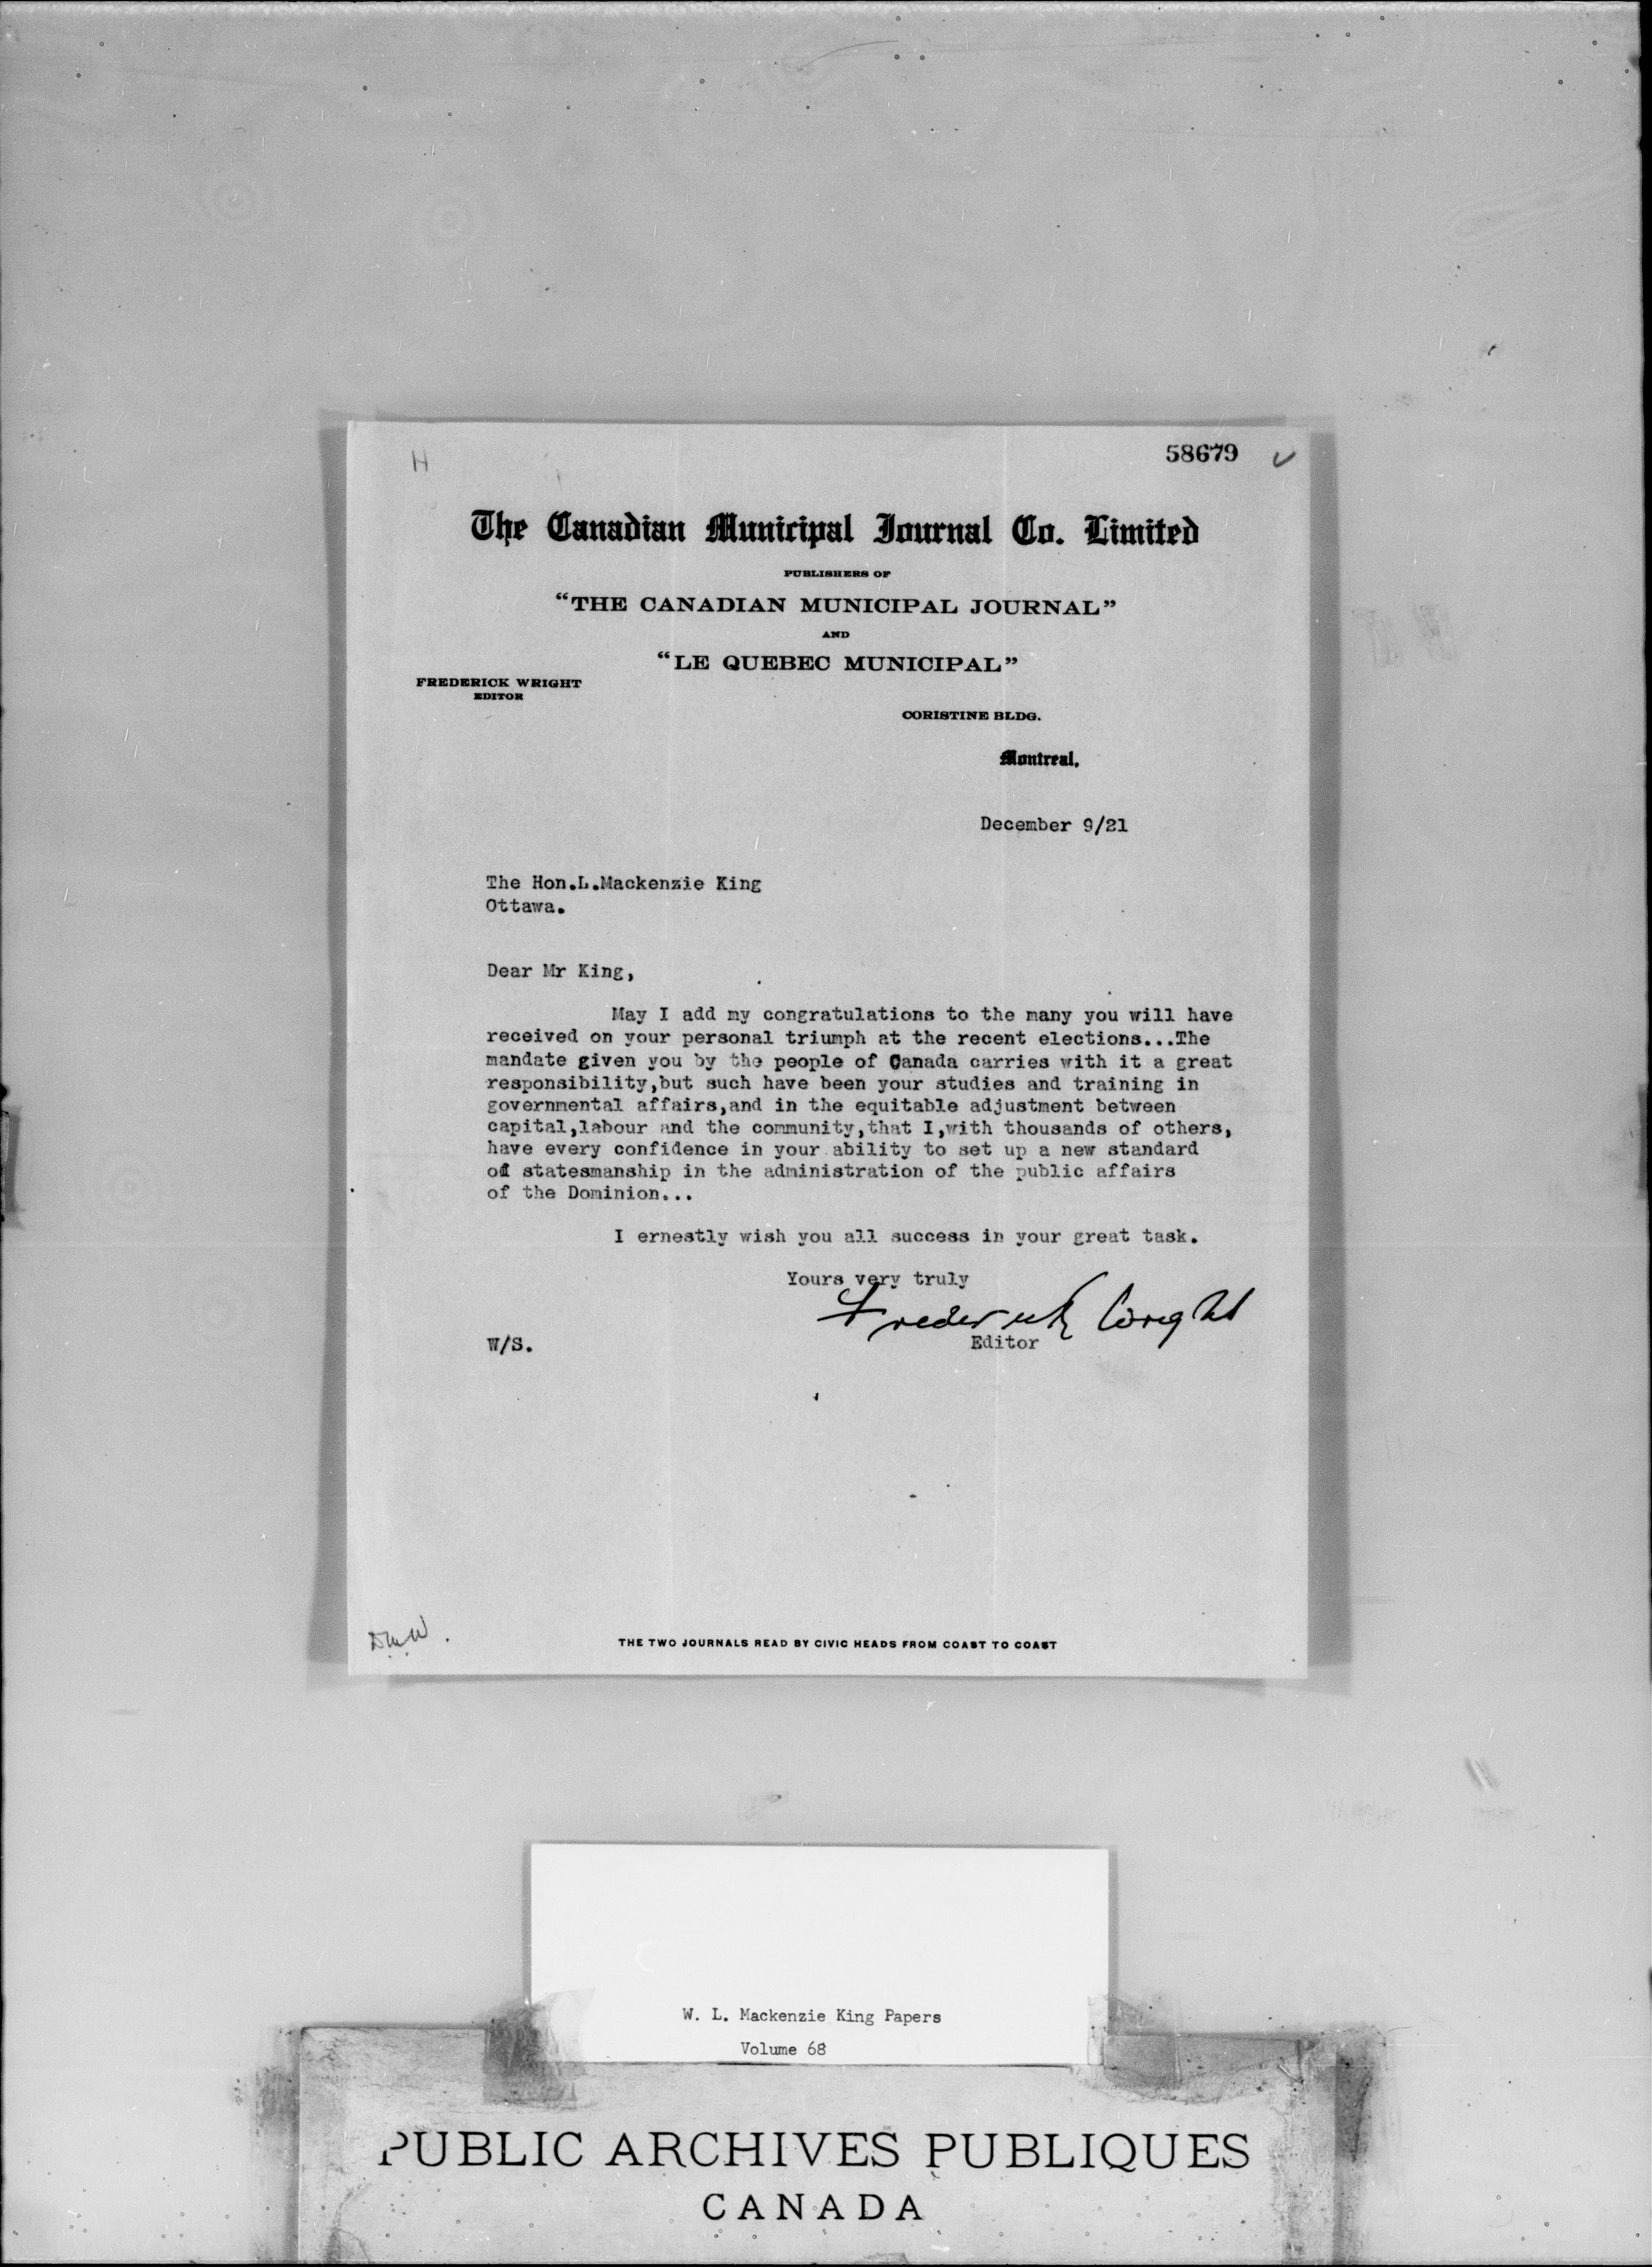 H
58679
The Canadian Municipal Journal Co. Limited
PUBLISHERS OF
"THE CANADIAN MUNICIPAL JOURNAL"
AND
"LE QUEBEC MUNICIPAL"
FREDERICK WRIGHT
EDITOR
CORISTINE BLDG.
Montreal.
December 9/21
The Hon.L.Mackenzie King
Ottawa.
Dear Mr King,
May I add my congratulations to the many you will have
received on your personal triumph at the recent elections...The
mandate given you by the people of Canada carries with it a great
responsibility,but such have been your studies and training in
governmental affairs,and in the equitable adjustment between
capital,labour and the community,that I,with thousands of others,
have every confidence in your ability to set up a new standard
of statesmanship in the administration of the public affairs
of the Dominion...
I ernestly wish you all success in your great task.
Yours very truly
Frederick Wright
W/S.
Editor
THE TWO JOURNALS READ BY CIVIC HEADS FROM COAST TO COAST
W. L. Mackenzie King Papers
Volume 68
PUBLIC ARCHIVES PUBLIQUES
CANADA